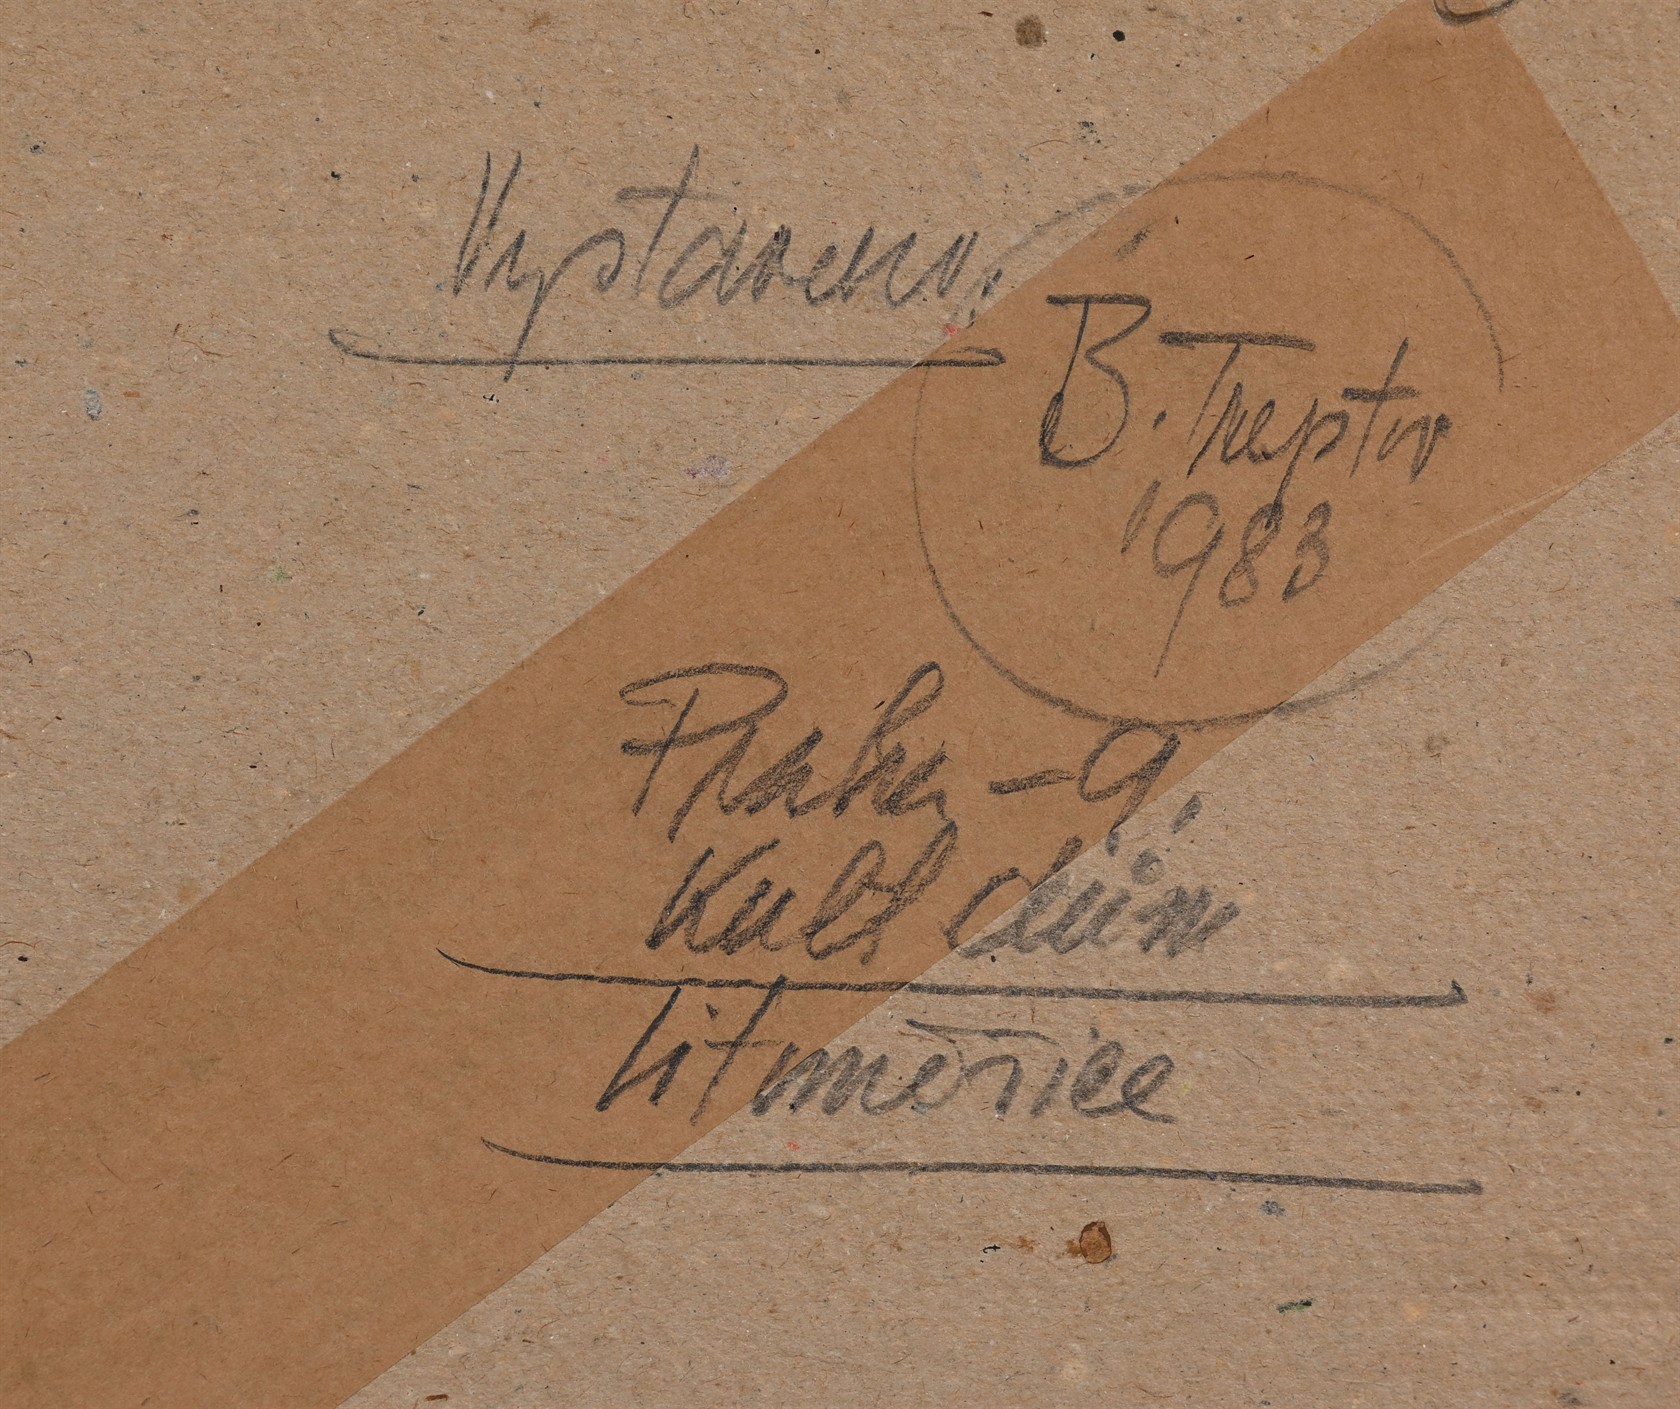 Vystaveno:
B. Treptov
1983
Praha-9.
Kult dům
Litoměřice